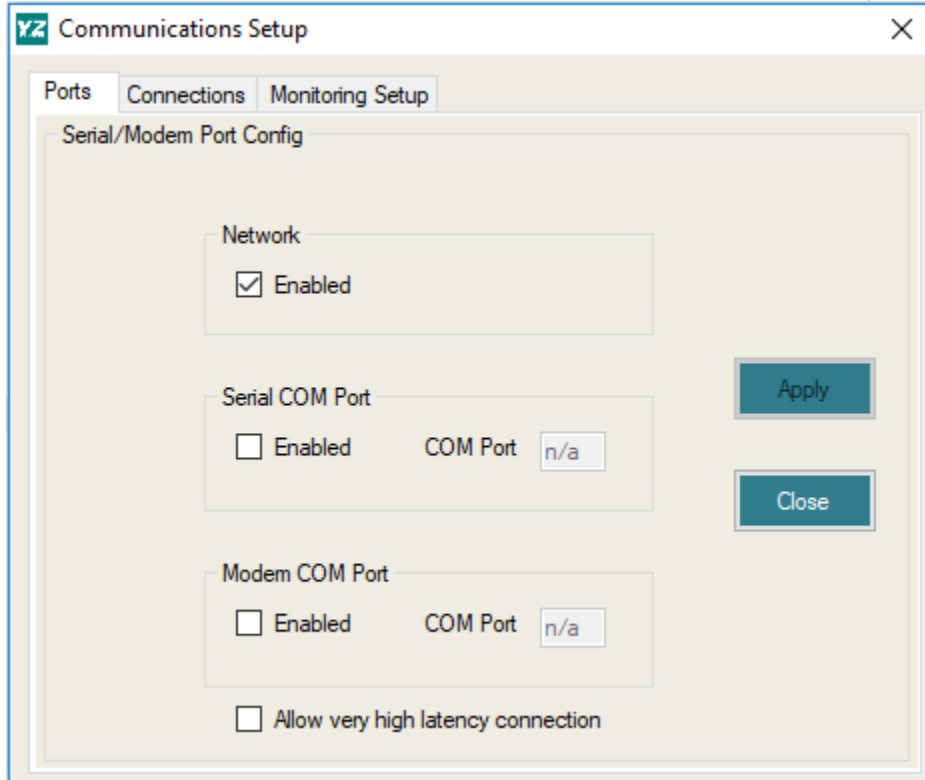 YZ Communications Setup
Ports Connections Monitoring Setup
Serial/Modem Port Config
Network
Enabled
Serial COM Port
Enabled COM Port n/a
Apply
Close
Modem COM Port
Enabled COM Port n/a
Allow very high latency connection